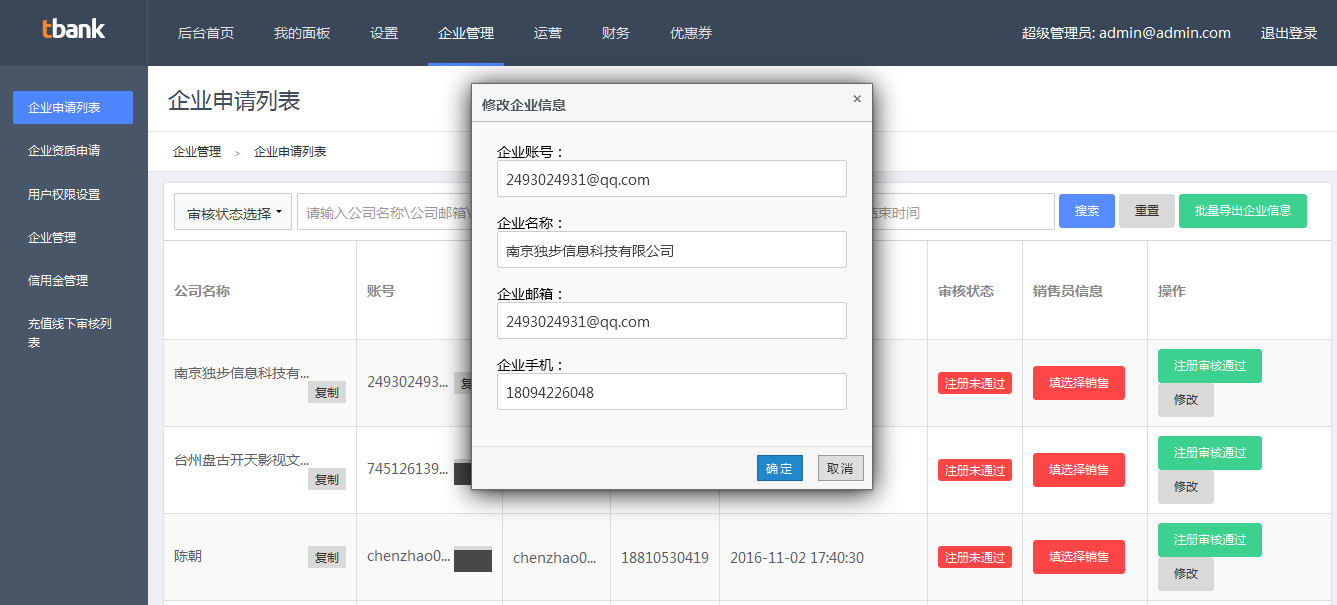 tbank
后台首页 我的面板 设置 企业管理 运营 财务 优惠券 超级管理员: admin@admin.com 退出登录
企业申请列表
企业资质申请
用户权限设置
企业管理
信用金管理
充值线下审核列
表
企业申请列表
企业管理 > 企业申请列表
审核状态选择 请输入公司名称\公司邮箱\ 结束时间 搜索 重置 批量导出企业信息
公司名称 账号 审核状态 销售员信息 操作
南京独步信息科技有... 复制 249302493... 注册未通过 填选择销售 注册审核通过
修改
台州盘古开天影视文... 复制 745126139... 注册未通过 填选择销售 注册审核通过
修改
陈朝 复制 chenzhao0... chenzhao0... 18810530419 2016-11-02 17:40:30 注册未通过 填选择销售 注册审核通过
修改
修改企业信息 ×
企业账号：
2493024931@qq.com
企业名称：
南京独步信息科技有限公司
企业邮箱：
2493024931@qq.com
企业手机：
18094226048
确定 取消